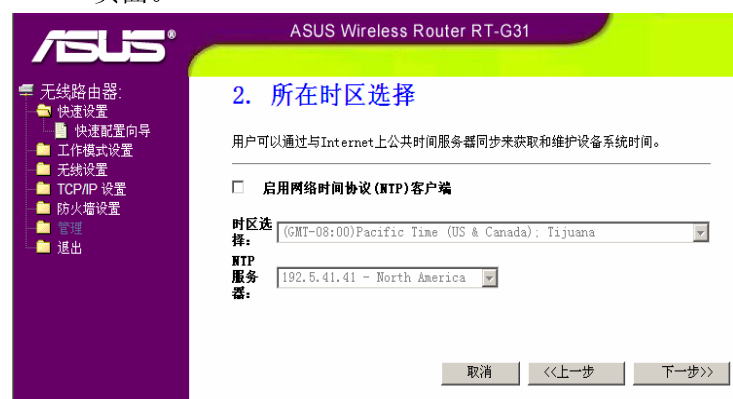 页面。
ASUS®
ASUS Wireless Router RT-G31
无线路由器:
快速设置
快速配置向导
工作模式设置
无线设置
TCP/IP 设置
防火墙设置
管理
退出
2. 所在时区选择
用户可以通过与Internet上公共时间服务器同步来获取和维护设备系统时间。
启用网络时间协议(NTP)客户端
时区选
择:
(GMT-08:00)Pacific Time (US & Canada); Tijuana
NTP
服务
器:
192.5.41.41 - North America
取消
<<上一步
下一步>>